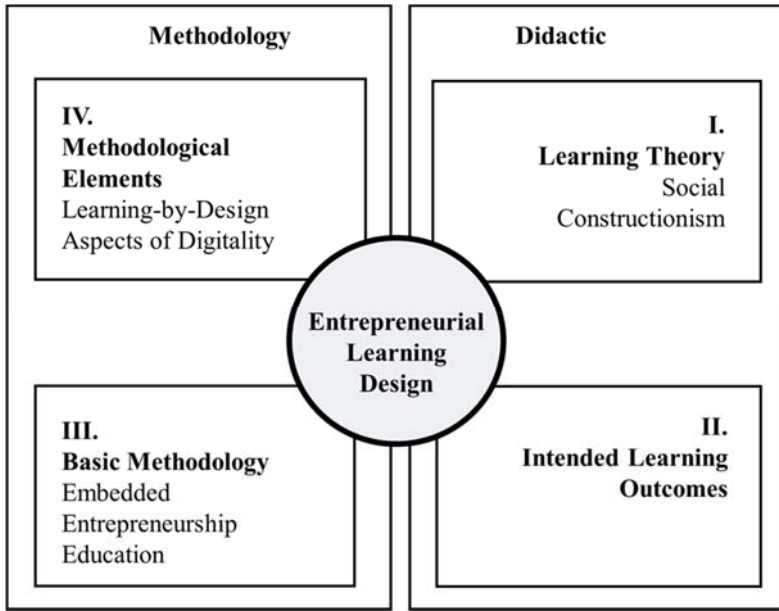 Methodology
IV.
Methodological
Elements
Learning-by-Design
Aspects of Digitality
III.
Basic Methodology
Embedded
Entrepreneurship
Education
Entrepreneurial
Learning
Design
Didactic
I.
Learning Theory
Social
Constructionism
II.
Intended Learning
Outcomes